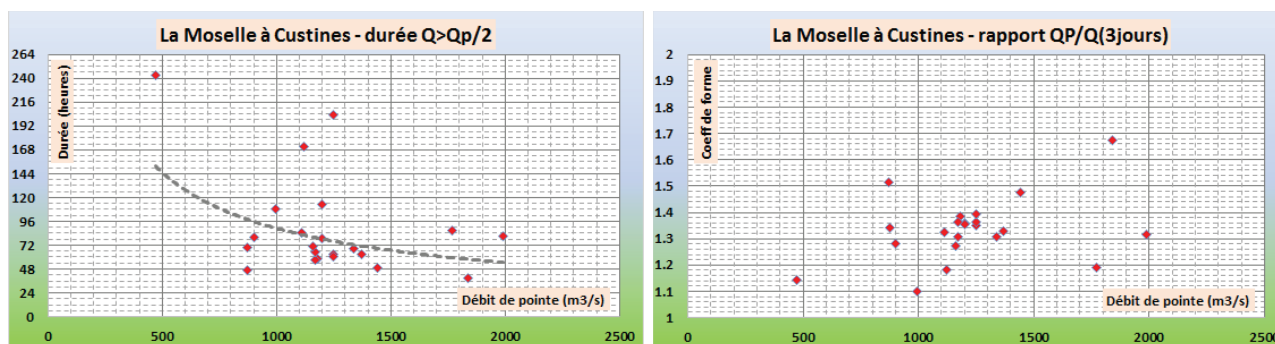 La Moselle à Custines - durée Q>Qp/2
264
240
216
192
168
144
120
96
72
48
24
0
Durée (heures)
Débit de pointe (m3/s)
0 500 1000 1500 2000 2500
La Moselle à Custines - rapport QP/Q(3jours)
2
1.9
1.8
1.7
1.6
1.5
1.4
1.3
1.2
1.1
1
Coeff de forme
Débit de pointe (m3/s)
0 500 1000 1500 2000 2500